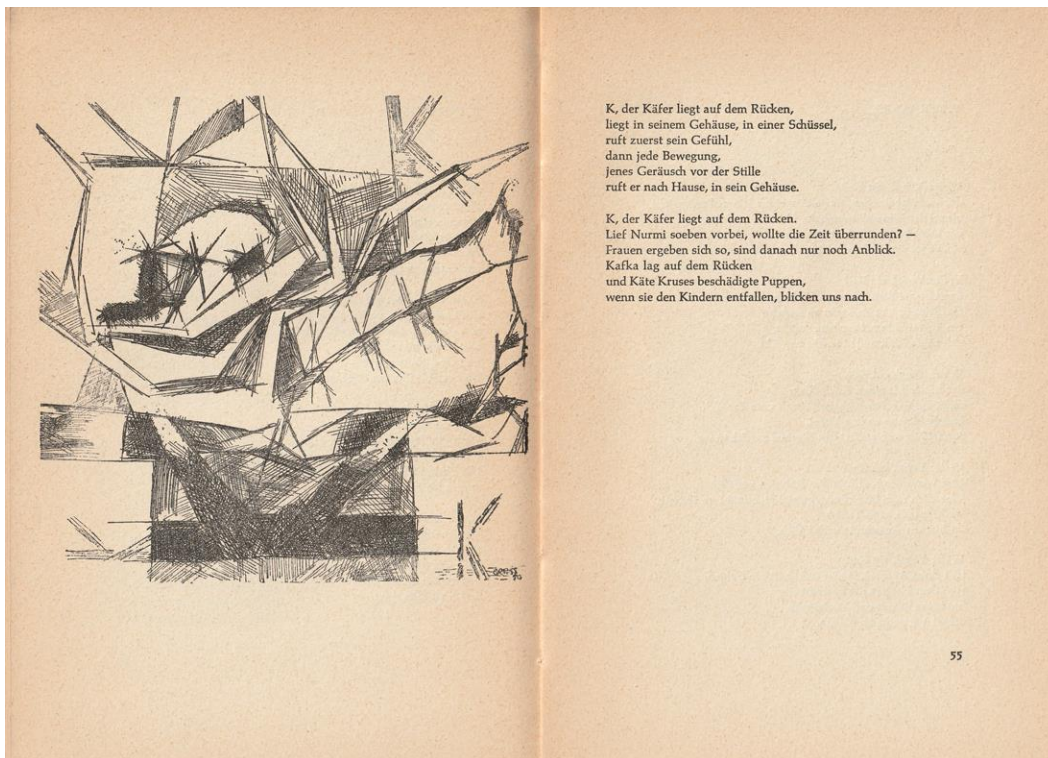 K
K
GRASS
50
K, der Käfer liegt auf dem Rücken,
liegt in seinem Gehäuse, in einer Schüssel,
ruft zuerst sein Gefühl,
dann jede Bewegung,
jenes Geräusch vor der Stille
ruft er nach Hause, in sein Gehäuse.
K, der Käfer liegt auf dem Rücken.
Lief Nurmi soeben vorbei, wollte die Zeit überrunden? —
Frauen ergeben sich so, sind danach nur noch Anblick.
Kafka lag auf dem Rücken
und Käte Kruses beschädigte Puppen,
wenn sie den Kindern entfallen, blicken uns nach.
55